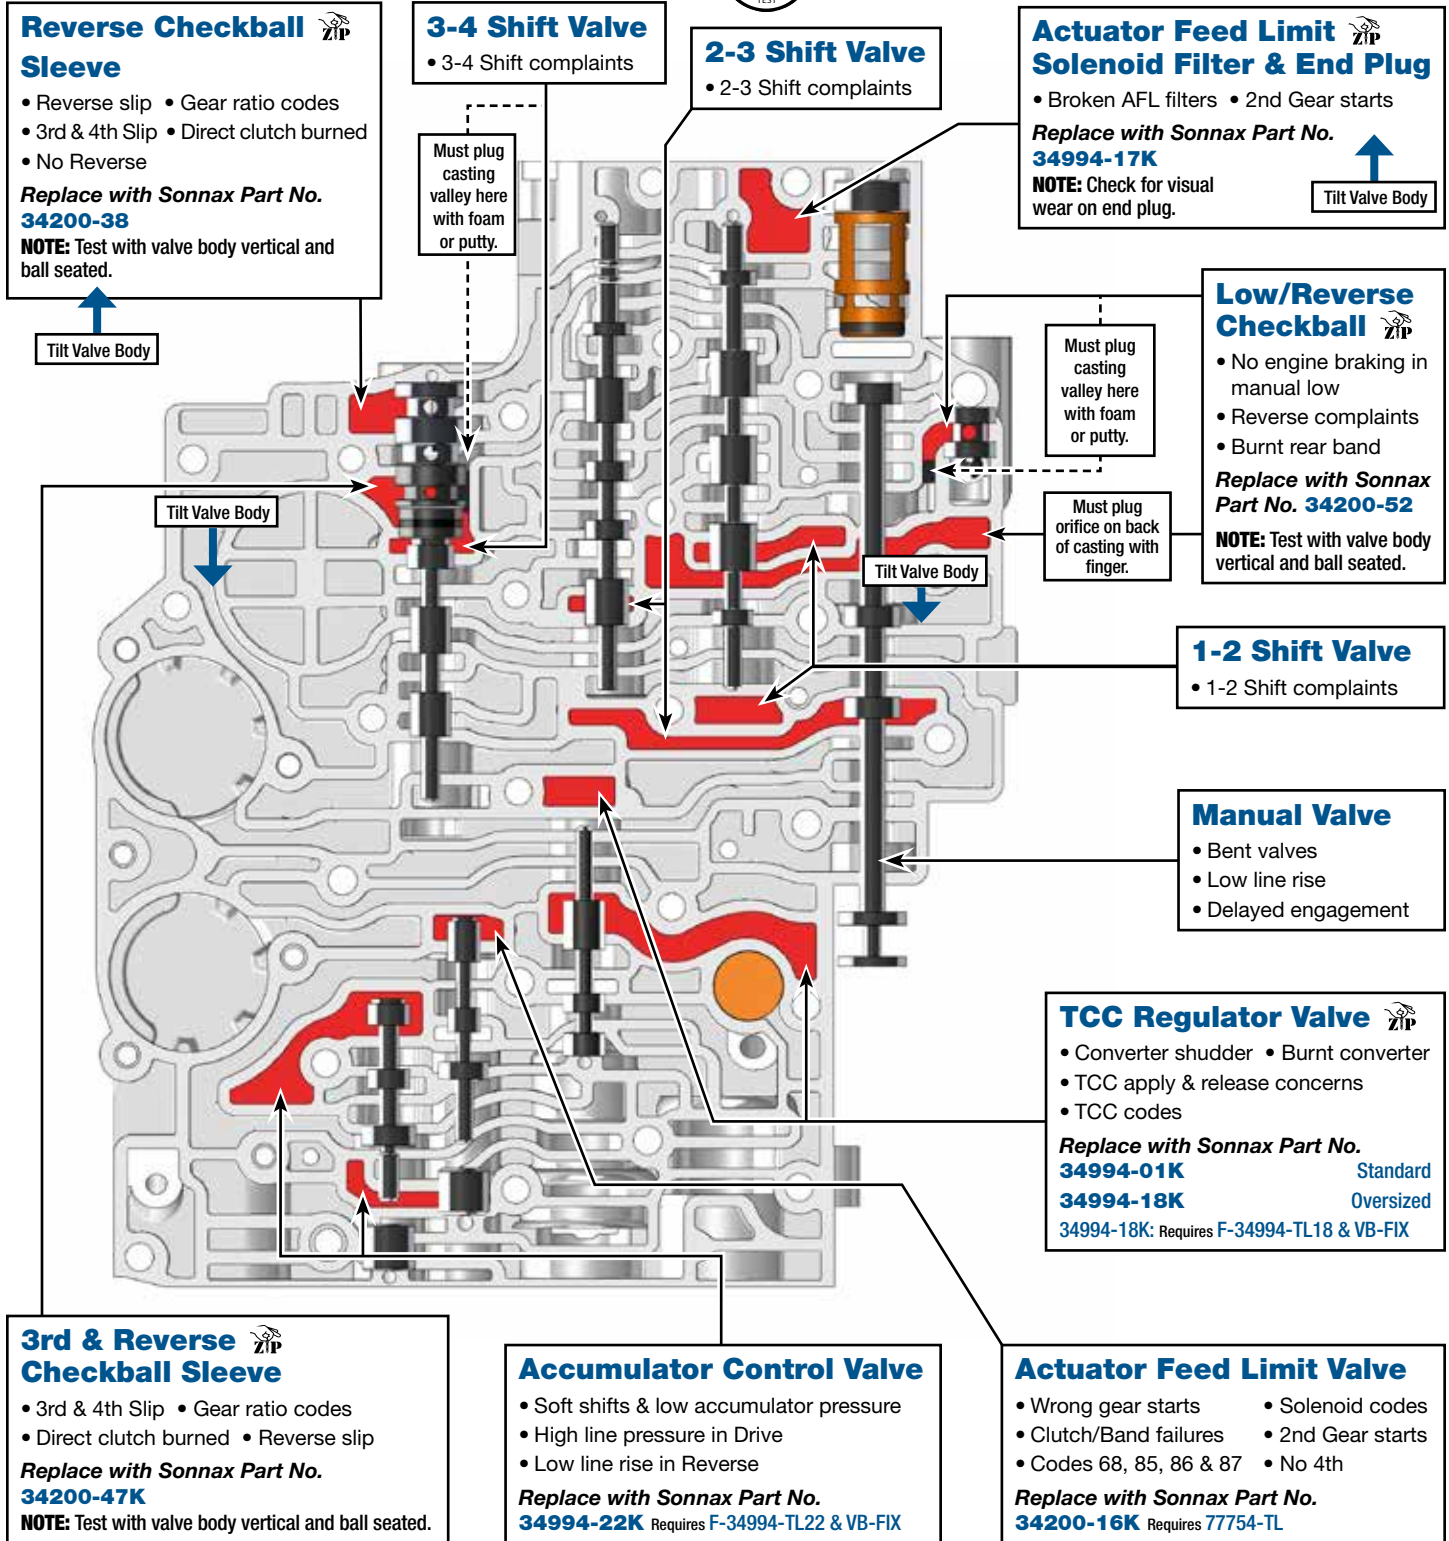 TEST
Reverse Checkball ZIP
Sleeve
• Reverse slip • Gear ratio codes
• 3rd & 4th Slip • Direct clutch burned
• No Reverse
Replace with Sonnax Part No.
34200-38
NOTE: Test with valve body vertical and
ball seated.
Tilt Valve Body
3-4 Shift Valve
• 3-4 Shift complaints
Must plug
casting
valley here
with foam
or putty.
2-3 Shift Valve
• 2-3 Shift complaints
Actuator Feed Limit ZIP
Solenoid Filter & End Plug
• Broken AFL filters • 2nd Gear starts
Replace with Sonnax Part No.
34994-17K
NOTE: Check for visual
wear on end plug.
Tilt Valve Body
Low/Reverse
Checkball ZIP
• No engine braking in
manual low
• Reverse complaints
• Burnt rear band
Replace with Sonnax
Part No. 34200-52
NOTE: Test with valve body
vertical and ball seated.
Must plug
casting
valley here
with foam
or putty.
Must plug
orifice on back
of casting with
finger.
Tilt Valve Body
Tilt Valve Body
1-2 Shift Valve
• 1-2 Shift complaints
Manual Valve
• Bent valves
• Low line rise
• Delayed engagement
TCC Regulator Valve ZIP
• Converter shudder • Burnt converter
• TCC apply & release concerns
• TCC codes
Replace with Sonnax Part No.
34994-01K Standard
34994-18K Oversized
34994-18K: Requires F-34994-TL18 & VB-FIX
3rd & Reverse ZIP
Checkball Sleeve
• 3rd & 4th Slip • Gear ratio codes
• Direct clutch burned • Reverse slip
Replace with Sonnax Part No.
34200-47K
NOTE: Test with valve body vertical and ball seated.
Accumulator Control Valve
• Soft shifts & low accumulator pressure
• High line pressure in Drive
• Low line rise in Reverse
Replace with Sonnax Part No.
34994-22K Requires F-34994-TL22 & VB-FIX
Actuator Feed Limit Valve
• Wrong gear starts • Solenoid codes
• Clutch/Band failures • 2nd Gear starts
• Codes 68, 85, 86 & 87 • No 4th
Replace with Sonnax Part No.
34200-16K Requires 77754-TL